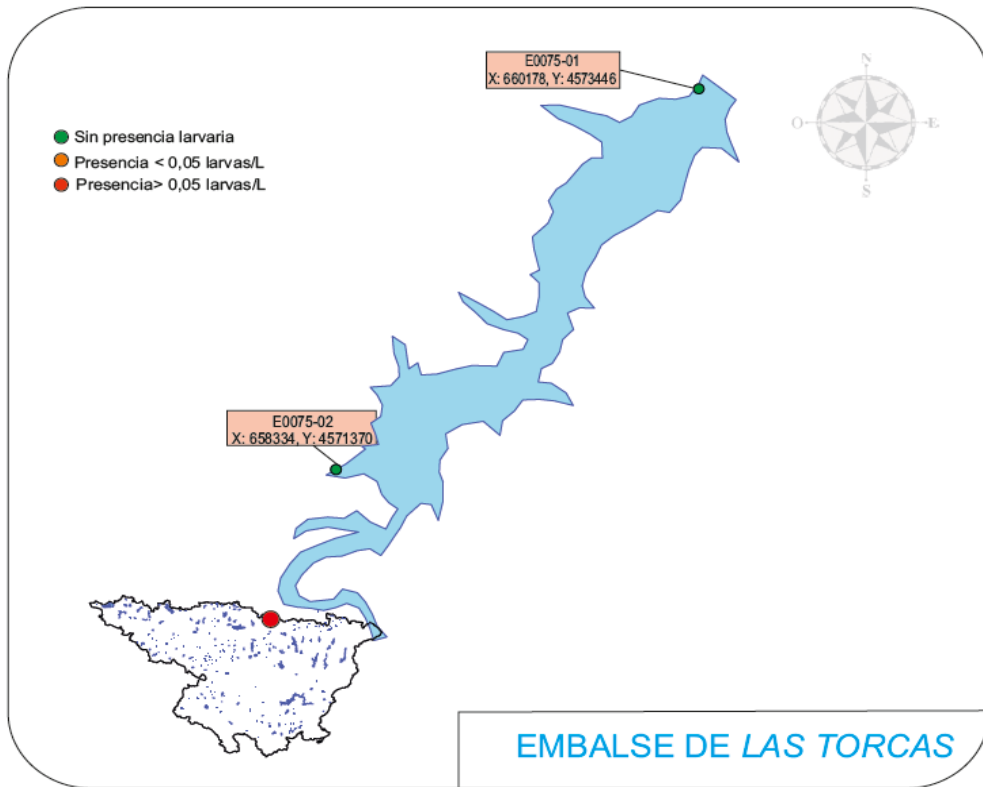 E0075-01
X: 660178, Y: 4573446
N
O
E
S
Sin presencia larvaria
Presencia < 0,05 larvas/L
Presencia> 0,05 larvas/L
E0075-02
X: 658334, Y: 4571370
EMBALSE DE LAS TORCAS